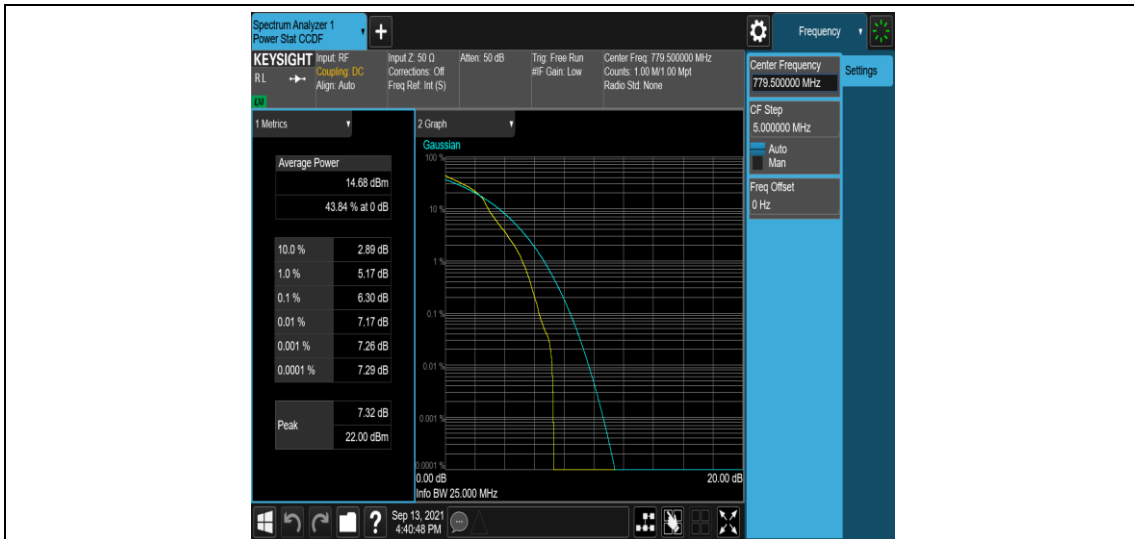 Spectrum Analyzer 1
Power Stat CCDF
+
Frequency
KEYSIGHT
Input: RF
Coupling: DC
Align: Auto
RL
LXI
Input Z: 50 Ω
Corrections: Off
Freq Ref: Int (S)
Atten: 50 dB
Trig: Free Run
#IF Gain: Low
Center Freq: 779.500000 MHz
Counts: 1.00 M/1.00 Mpt
Radio Std: None
Center Frequency
779.500000 MHz
Settings
CF Step
5.000000 MHz
Auto
Man
Freq Offset
0 Hz
1 Metrics
Average Power
14.68 dBm
43.84 % at 0 dB
10.0 % 2.89 dB
1.0 % 5.17 dB
0.1 % 6.30 dB
0.01 % 7.17 dB
0.001 % 7.26 dB
0.0001 % 7.29 dB
Peak
7.32 dB
22.00 dBm
2 Graph
Gaussian
100 %
10 %
1 %
0.1 %
0.01 %
0.001 %
0.0001 %
0.00 dB 20.00 dB
Info BW 25.000 MHz
?
Sep 13, 2021
4:40:48 PM